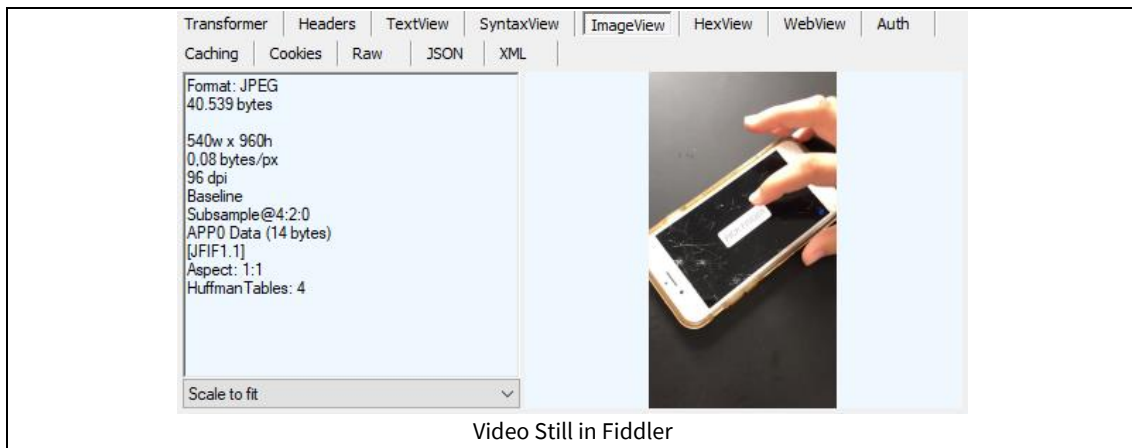 Transformer Headers TextView SyntaxView ImageView HexView WebView Auth
Caching Cookies Raw JSON XML
Format: JPEG
40.539 bytes
540w x 960h
0,08 bytes/px
96 dpi
Baseline
Subsample@4:2:0
APP0 Data (14 bytes)
[JFIF1.1]
Aspect: 1:1
HuffmanTables: 4
Scale to fit
Video Still in Fiddler